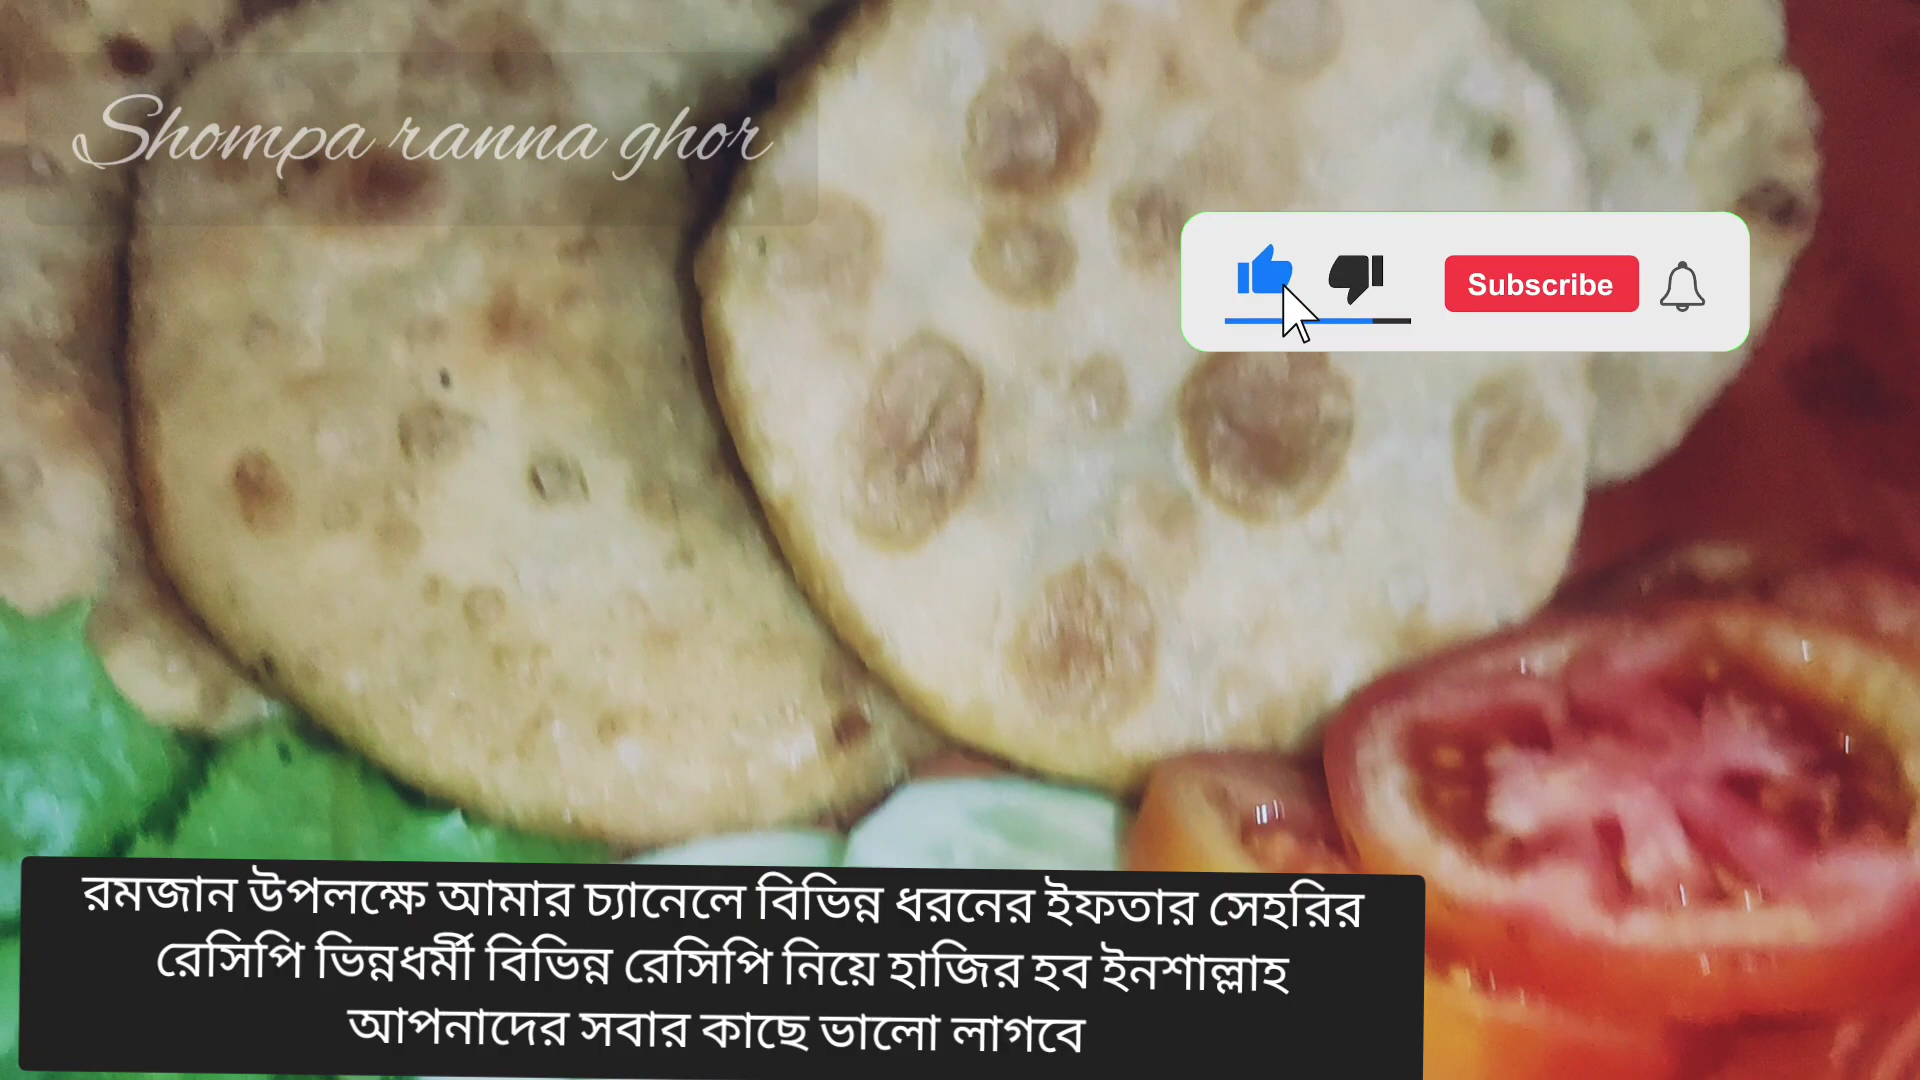 Shompa ranna ghor
Subscribe
রমজান উপলক্ষে আমার চ্যানেলে বিভিন্ন ধরনের ইফতার সেহরির
রেসিপি ভিন্নধর্মী বিভিন্ন রেসিপি নিয়ে হাজির হব ইনশাল্লাহ
আপনাদের সবার কাছে ভালো লাগবে